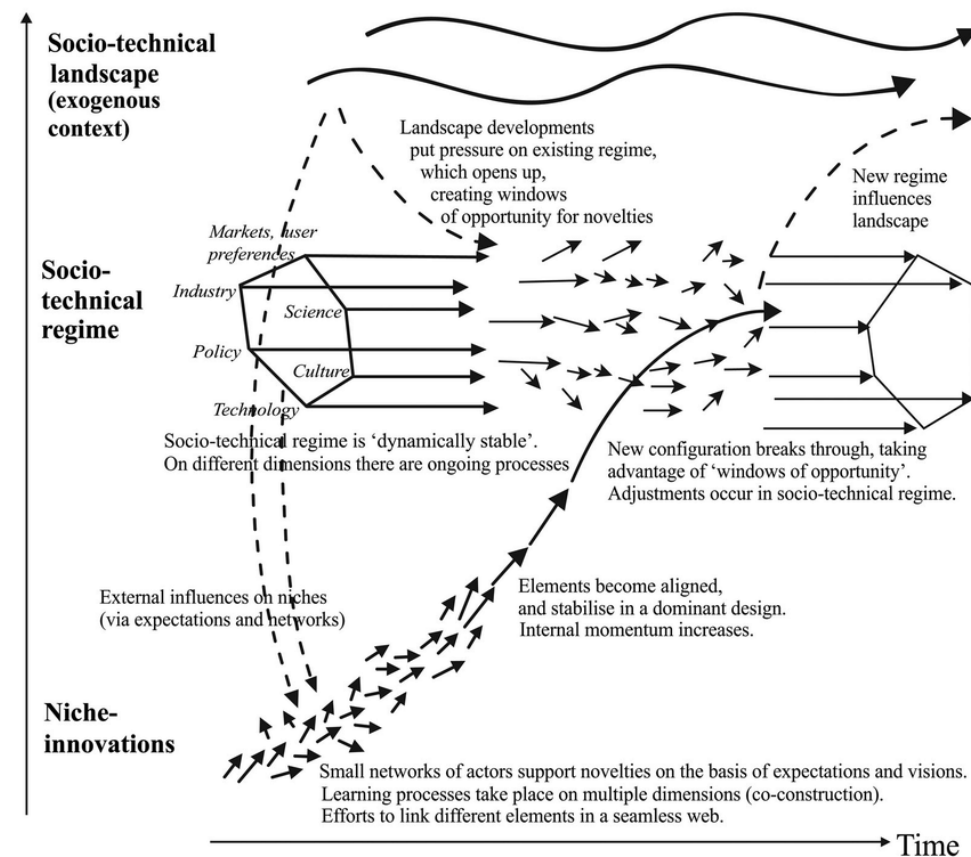 Socio-technical
landscape
(exogenous
context)
Landscape developments
put pressure on existing regime,
which opens up,
creating windows
of opportunity for novelties
New regime
influences
landscape
Markets, user
preferences
Industry
Science
Policy
Culture
Technology
Socio-
technical
regime
Socio-technical regime is ‘dynamically stable’.
On different dimensions there are ongoing processes
New configuration breaks through, taking
advantage of ‘windows of opportunity’.
Adjustments occur in socio-technical regime.
External influences on niches
(via expectations and networks)
Elements become aligned,
and stabilise in a dominant design.
Internal momentum increases.
Niche-
innovations
Small networks of actors support novelties on the basis of expectations and visions.
Learning processes take place on multiple dimensions (co-construction).
Efforts to link different elements in a seamless web.
Time